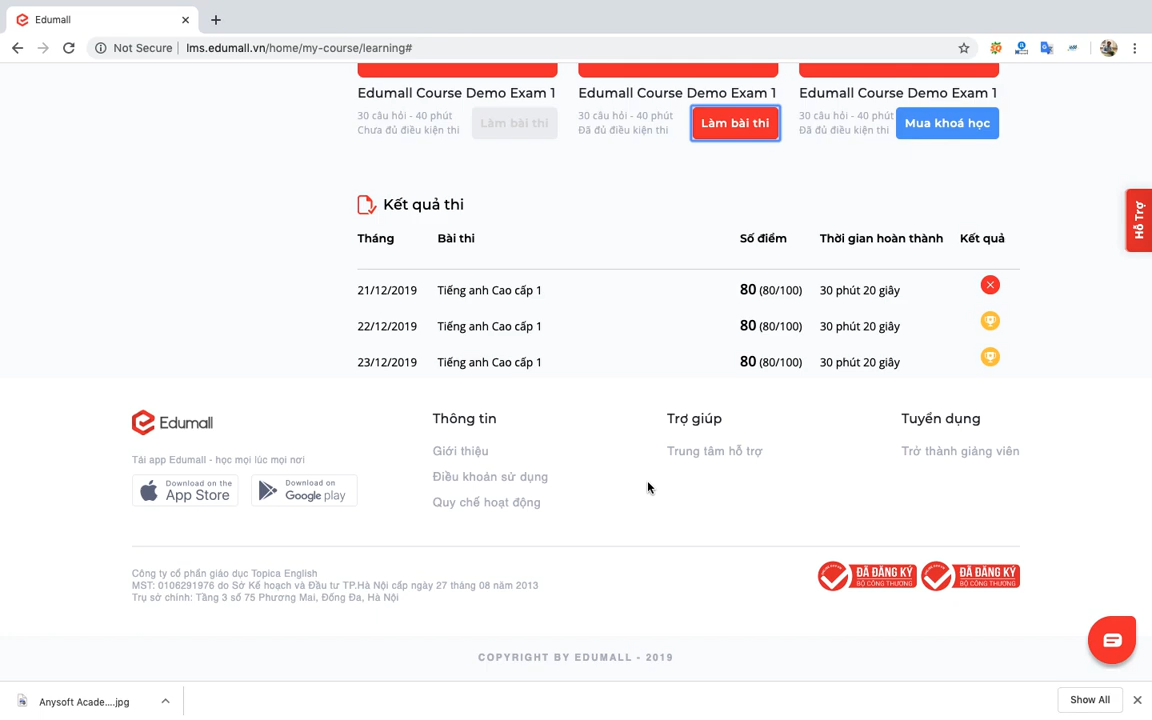 Edumall
Not Secure
lms.edumall.vn/home/my-course/learning#
Edumall Course Demo Exam 1
30 câu hỏi - 40 phút
Chưa đủ điều kiện thi
Làm bài thi
Edumall Course Demo Exam 1
30 câu hỏi - 40 phút
Đã đủ điều kiện thi
Làm bài thi
Edumall Course Demo Exam 1
30 câu hỏi - 40 phút
Đã đủ điều kiện thi
Mua khoá học
Hỗ Trợ
Kết quả thi
Tháng Bài thi Số điểm Thời gian hoàn thành Kết quả
21/12/2019 Tiếng anh Cao cấp 1 80 (80/100) 30 phút 20 giây
22/12/2019 Tiếng anh Cao cấp 1 80 (80/100) 30 phút 20 giây
23/12/2019 Tiếng anh Cao cấp 1 80 (80/100) 30 phút 20 giây
Edumall
Tải app Edumall - học mọi lúc mọi nơi
Download on the
App Store
Download on
Google play
Thông tin
Giới thiệu
Điều khoản sử dụng
Quy chế hoạt động
Trợ giúp
Trung tâm hỗ trợ
Tuyển dụng
Trở thành giảng viên
Công ty cổ phần giáo dục Topica English
MST: 0106291976 do Sở Kế hoạch và Đầu tư TP.Hà Nội cấp ngày 27 tháng 08 năm 2013
Trụ sở chính: Tầng 3 số 75 Phương Mai, Đống Đa, Hà Nội
ĐÃ ĐĂNG KÝ
BỘ CÔNG THƯƠNG
ĐÃ ĐĂNG KÝ
BỘ CÔNG THƯƠNG
COPYRIGHT BY EDUMALL - 2019
Anysoft Acade....jpg
Show All